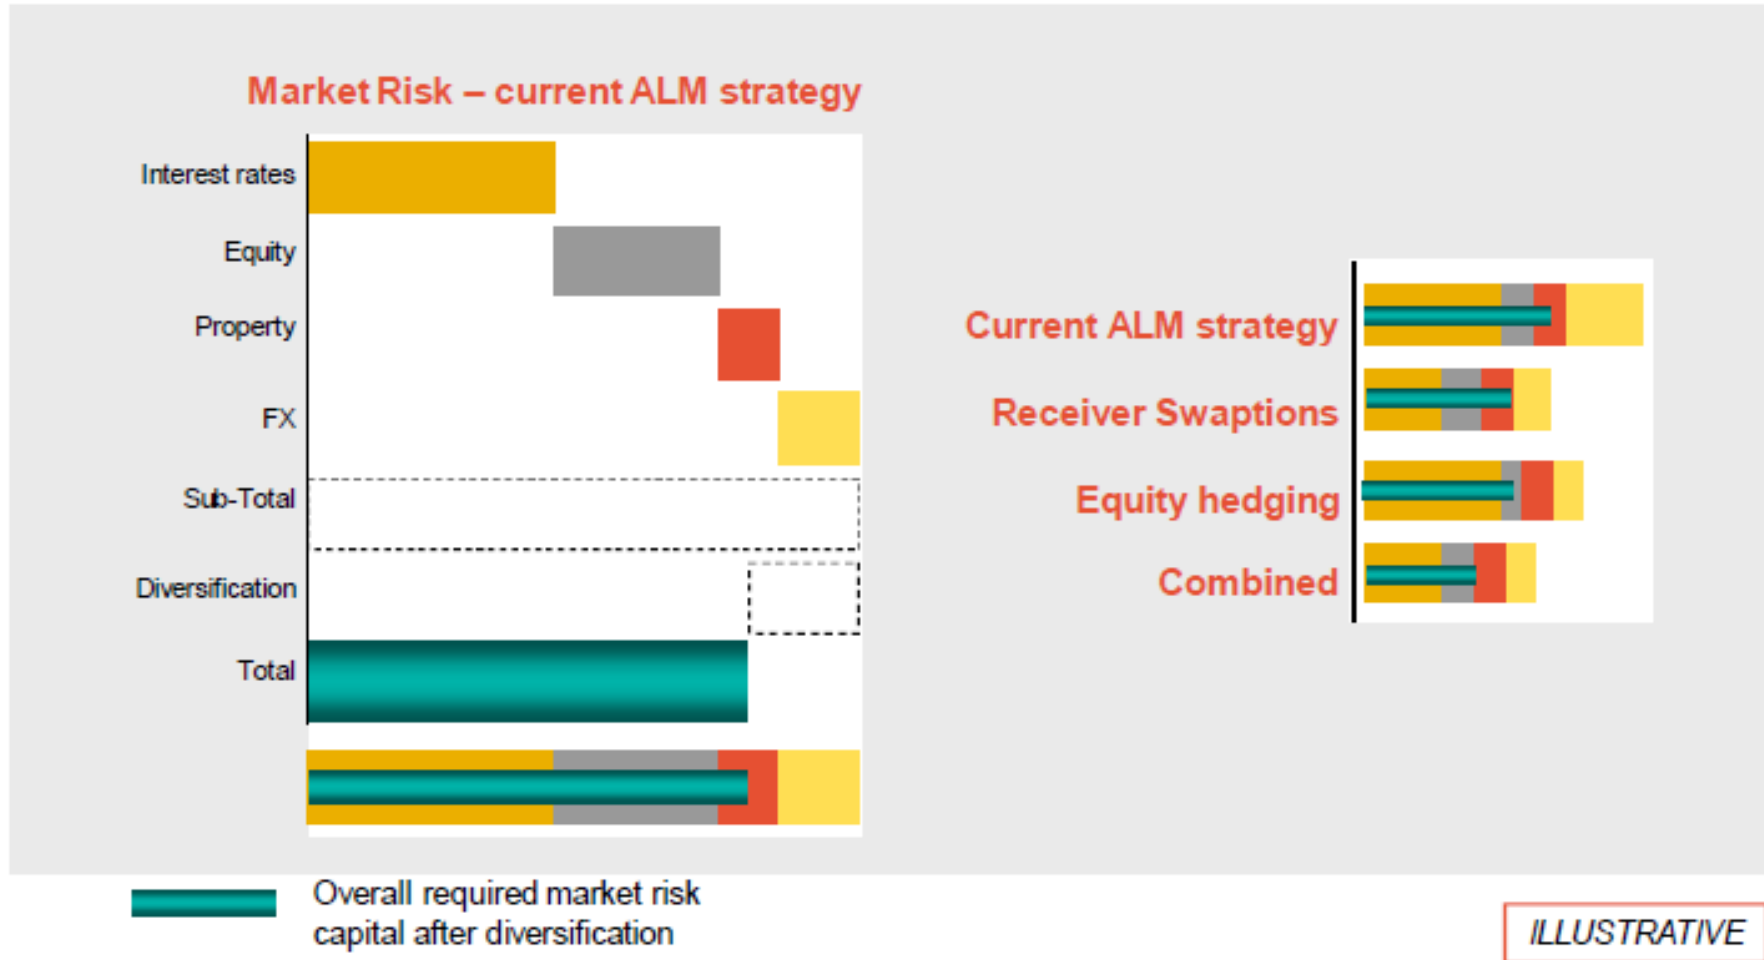 Market Risk – current ALM strategy
Interest rates
Equity
Property
FX
Sub-Total
Diversification
Total
Current ALM strategy
Receiver Swaptions
Equity hedging
Combined
Overall required market risk
capital after diversification
ILLUSTRATIVE